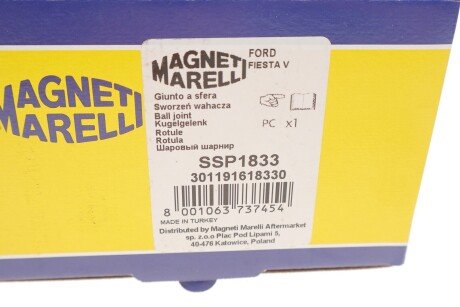 MAGNETI
MARELLI
MAGNETI
MARELLI
FORD
FIESTA V
Giunto a sfera
Sworzeń wahacza
Ball joint
Kugelgelenk
Rotule
Rotula
Шаровый шарнир
PC x1
SSP1833
301191618330
8 001063 737454
MADE IN TURKEY
Distributed by Magneti Marelli Aftermarket
sp. z.o.o Plac Pod Lipami 5,
40-476 Katowice, Poland